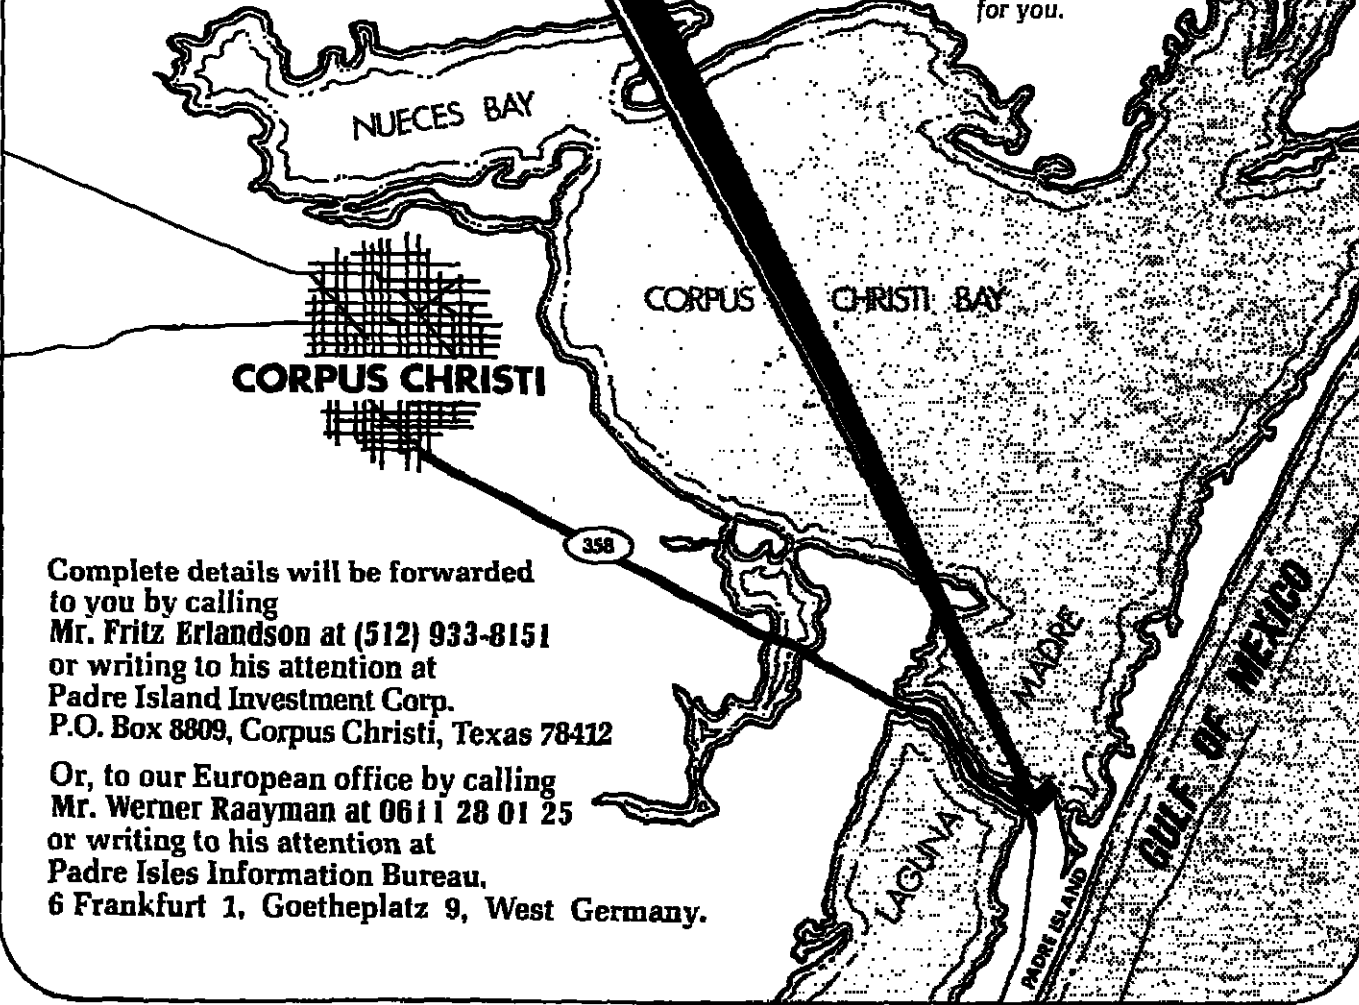 for you.
NUECES BAY
CORPUS CHRISTI BAY
CORPUS CHRISTI
358
Complete details will be forwarded
to you by calling
Mr. Fritz Erlandson at (512) 933-8151
or writing to his attention at
Padre Island Investment Corp.
P.O. Box 8809, Corpus Christi, Texas 78412
Or, to our European office by calling
Mr. Werner Raayman at 0611 28 01 25
or writing to his attention at
Padre Isles Information Bureau,
6 Frankfurt 1, Goetheplatz 9, West Germany.
LAGUNA MADRE
PADRE ISLAND
GULF OF MEXICO